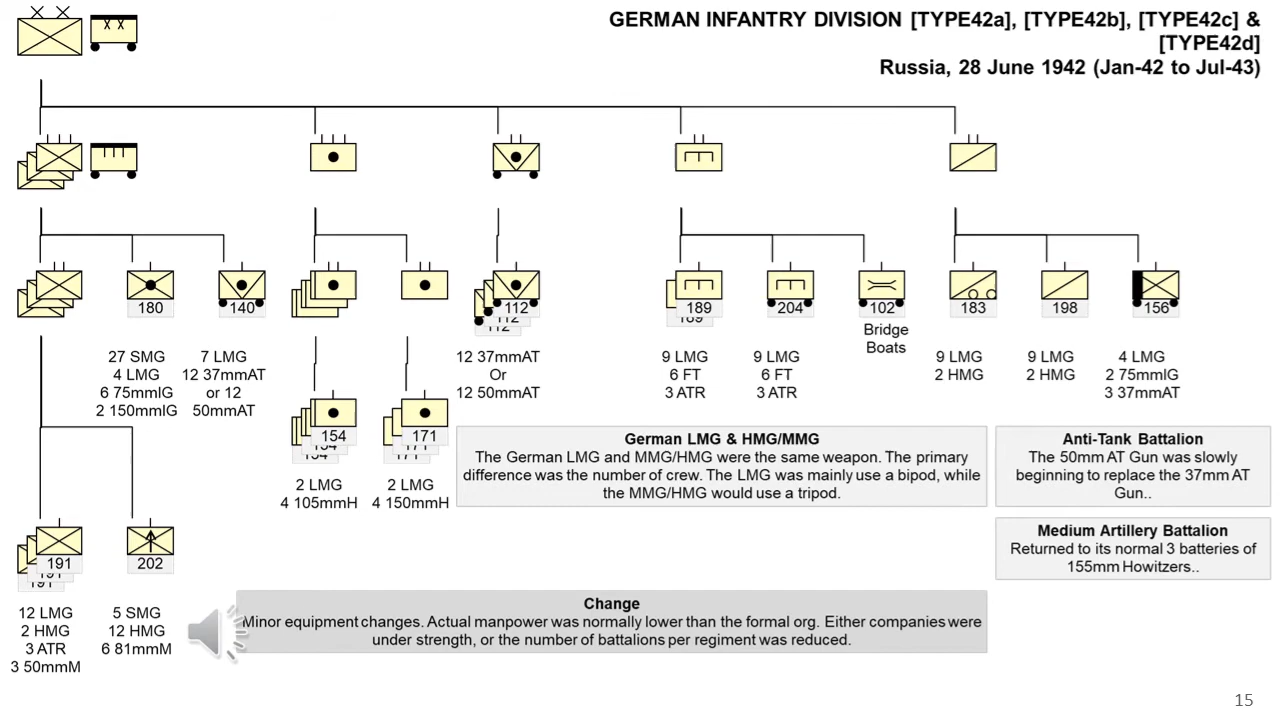 GERMAN INFANTRY DIVISION [TYPE42a], [TYPE42b], [TYPE42c] &
[TYPE42d]
Russia, 28 June 1942 (Jan-42 to Jul-43)
180
140
112
112
112
189
189
204
102
183
198
156
Bridge
Boats
27 SMG
4 LMG
6 75mmIG
2 150mmIG
7 LMG
12 37mmAT
or 12
50mmAT
12 37mmAT
Or
12 50mmAT
9 LMG
6 FT
3 ATR
9 LMG
6 FT
3 ATR
9 LMG
2 HMG
9 LMG
2 HMG
4 LMG
2 75mmIG
3 37mmAT
154
154
154
171
171
2 LMG
4 105mmH
2 LMG
4 150mmH
German LMG & HMG/MMG
The German LMG and MMG/HMG were the same weapon. The primary
difference was the number of crew. The LMG was mainly use a bipod, while
the MMG/HMG would use a tripod.
Anti-Tank Battalion
The 50mm AT Gun was slowly
beginning to replace the 37mm AT
Gun..
Medium Artillery Battalion
Returned to its normal 3 batteries of
155mm Howitzers..
191
191
191
202
12 LMG
2 HMG
3 ATR
3 50mmM
5 SMG
12 HMG
6 81mmM
Change
Minor equipment changes. Actual manpower was normally lower than the formal org. Either companies were
under strength, or the number of battalions per regiment was reduced.
15